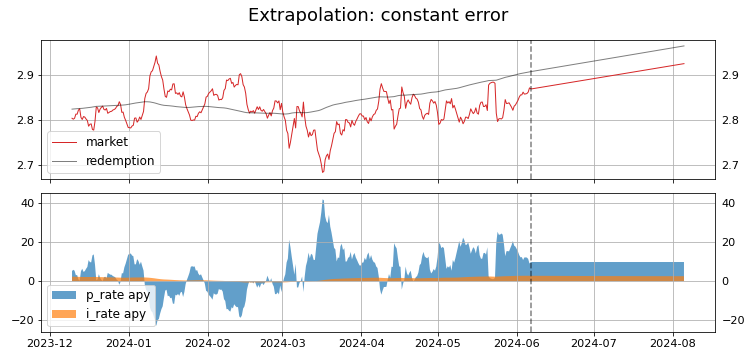 Extrapolation: constant error
2.9
2.8
2.7
2.9
2.8
2.7
market
redemption
40
20
0
−20
40
20
0
−20
p_rate apy
i_rate apy
2023-12 2024-01 2024-02 2024-03 2024-04 2024-05 2024-06 2024-07 2024-08